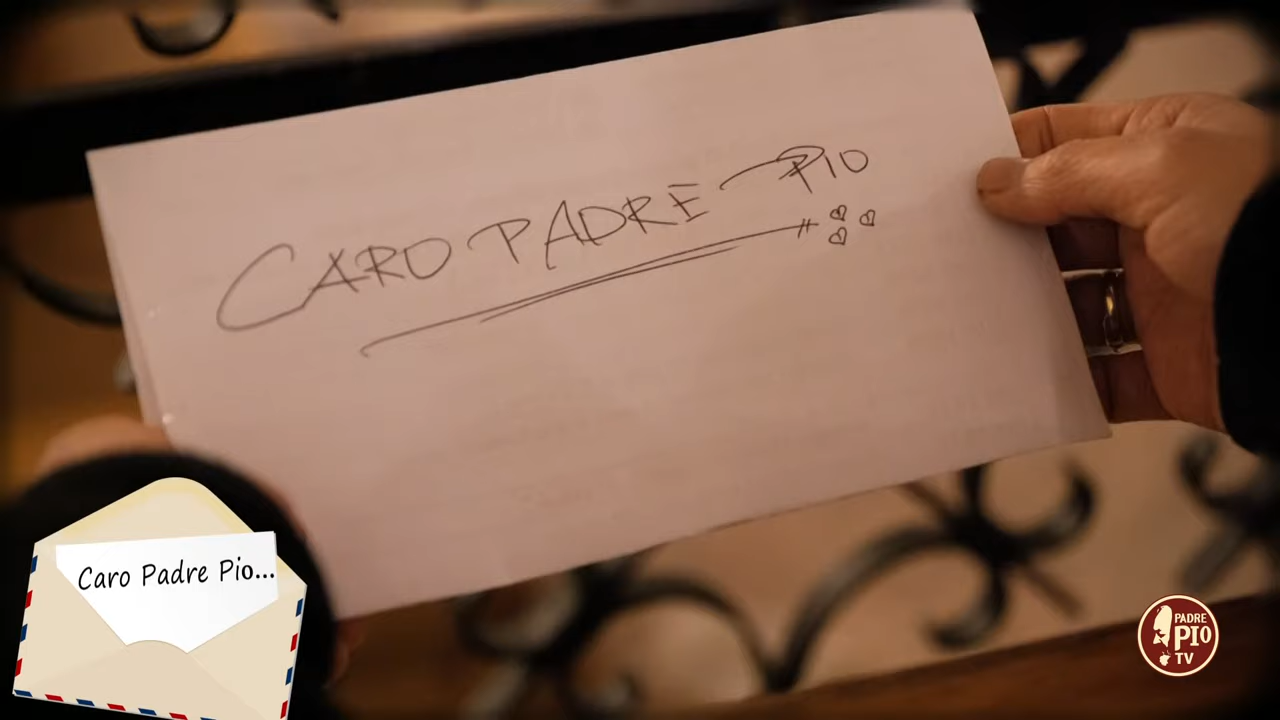 CARO PADRE PIO
Caro Padre Pio...
PADRE
PIO
TV